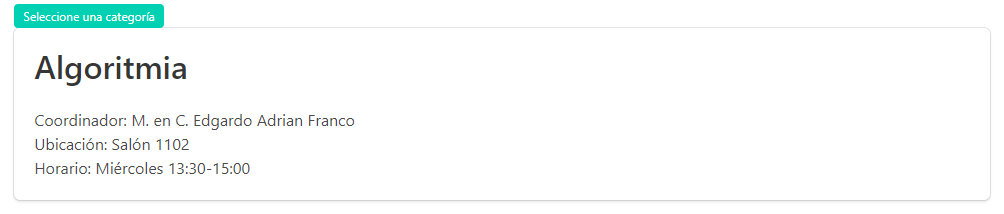 Seleccione una categoría
Algoritmia
Coordinador: M. en C. Edgardo Adrian Franco
Ubicación: Salón 1102
Horario: Miércoles 13:30-15:00